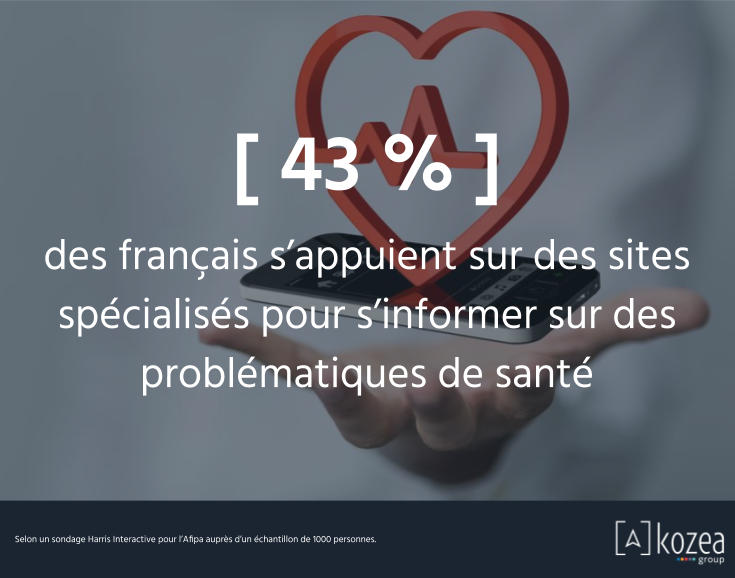 [ 43 % ]
des français s’appuient sur des sites
spécialisés pour s’informer sur des
problématiques de santé
Selon un sondage Harris Interactive pour l’Afipa auprès d’un échantillon de 1000 personnes.
[A] kozea
group